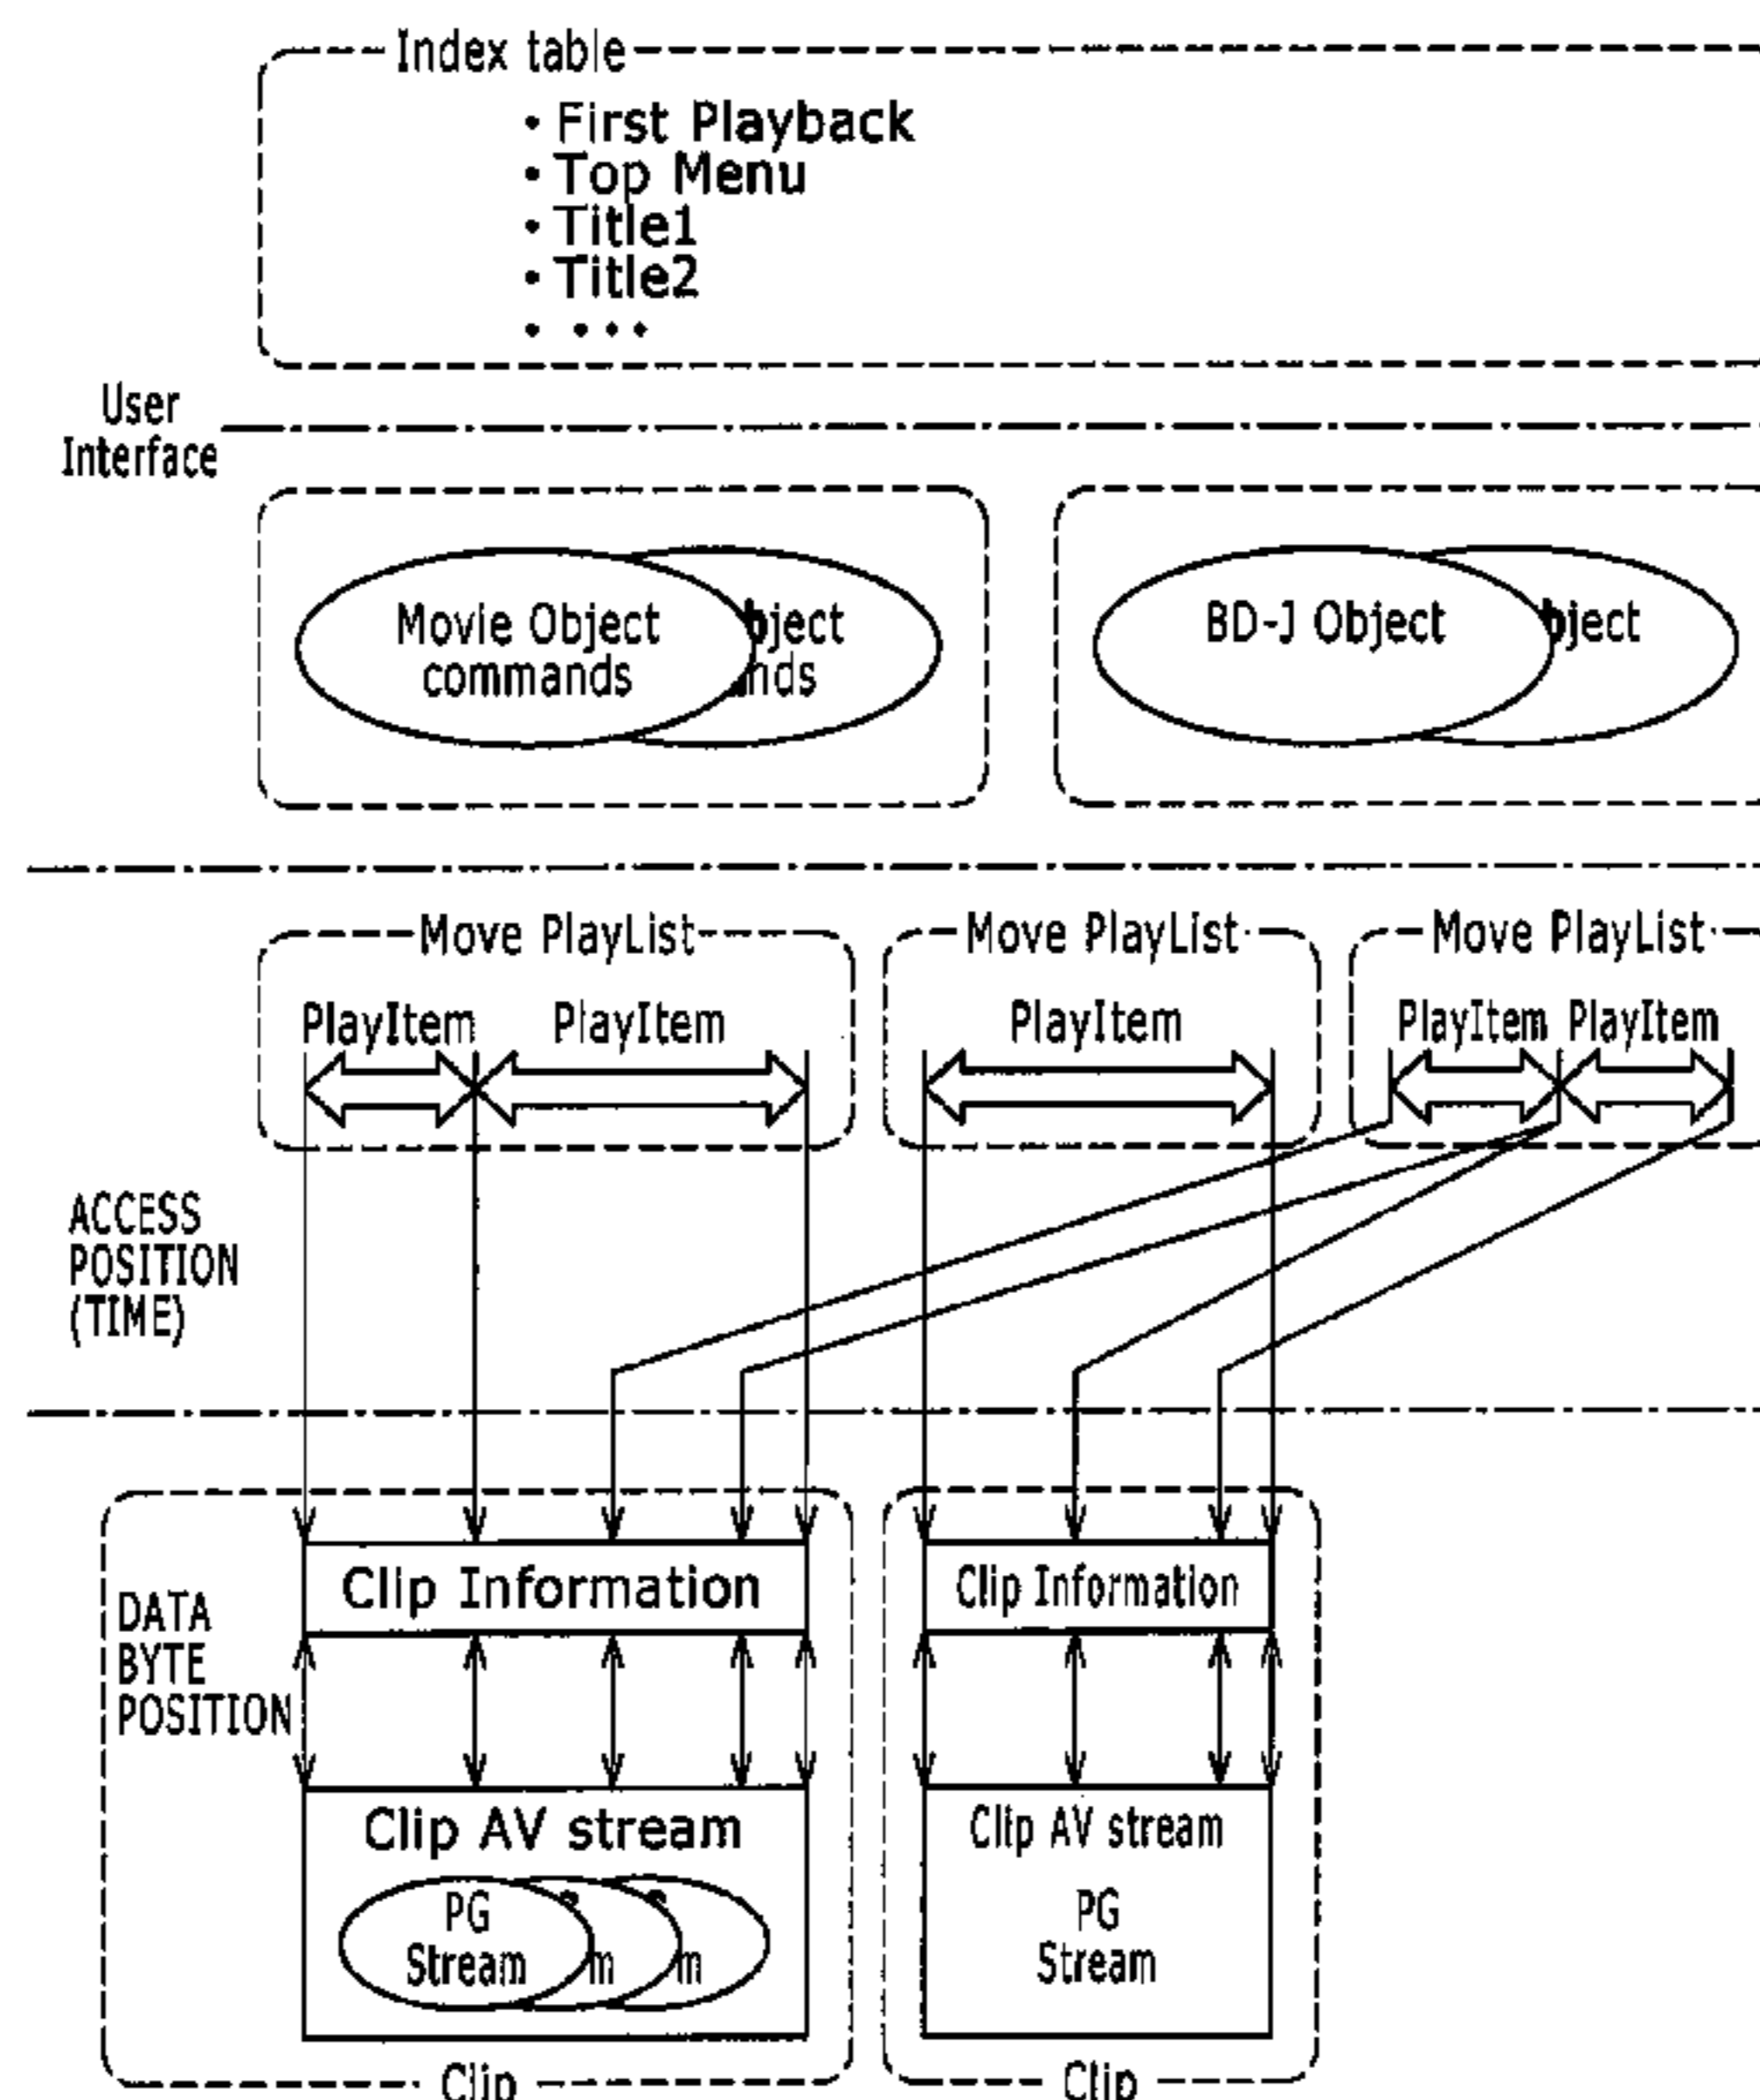 Index table
• First Playback
• Top Menu
• Title1
• Title2
• •••
User
Interface
Movie Object
commands
bject
nds
BD-J Object
bject
Move PlayList
Move PlayList
Move PlayList
PlayItem
PlayItem
PlayItem
PlayItem
PlayItem
ACCESS
POSITION
(TIME)
Clip Information
Clip Information
DATA
BYTE
POSITION
Clip AV stream
Clip AV stream
PG
Stream
m
m
PG
Stream
Clip
Clip